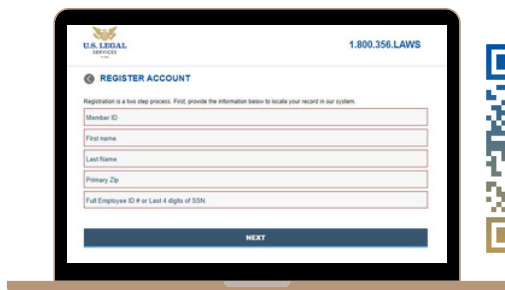 U.S. LEGAL
SERVICES
1.800.356.LAWS
REGISTER ACCOUNT
Registration is a two step process. First, provide the information below to locate your record in our system.
Member ID
First name
Last Name
Primary Zip
Full Employee ID # or Last 4 digits of SSN
NEXT